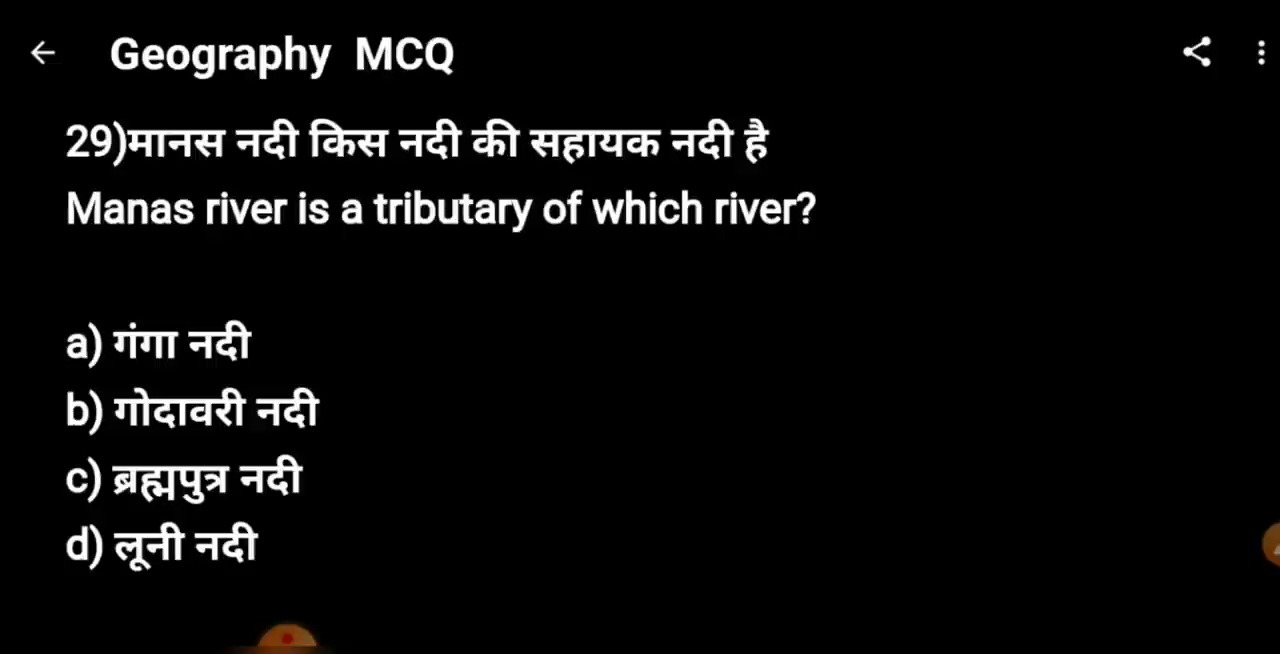 Geography MCQ
29)मानस नदी किस नदी की सहायक नदी है
Manas river is a tributary of which river?
a) गंगा नदी
b) गोदावरी नदी
c) ब्रह्मपुत्र नदी
d) लूनी नदी